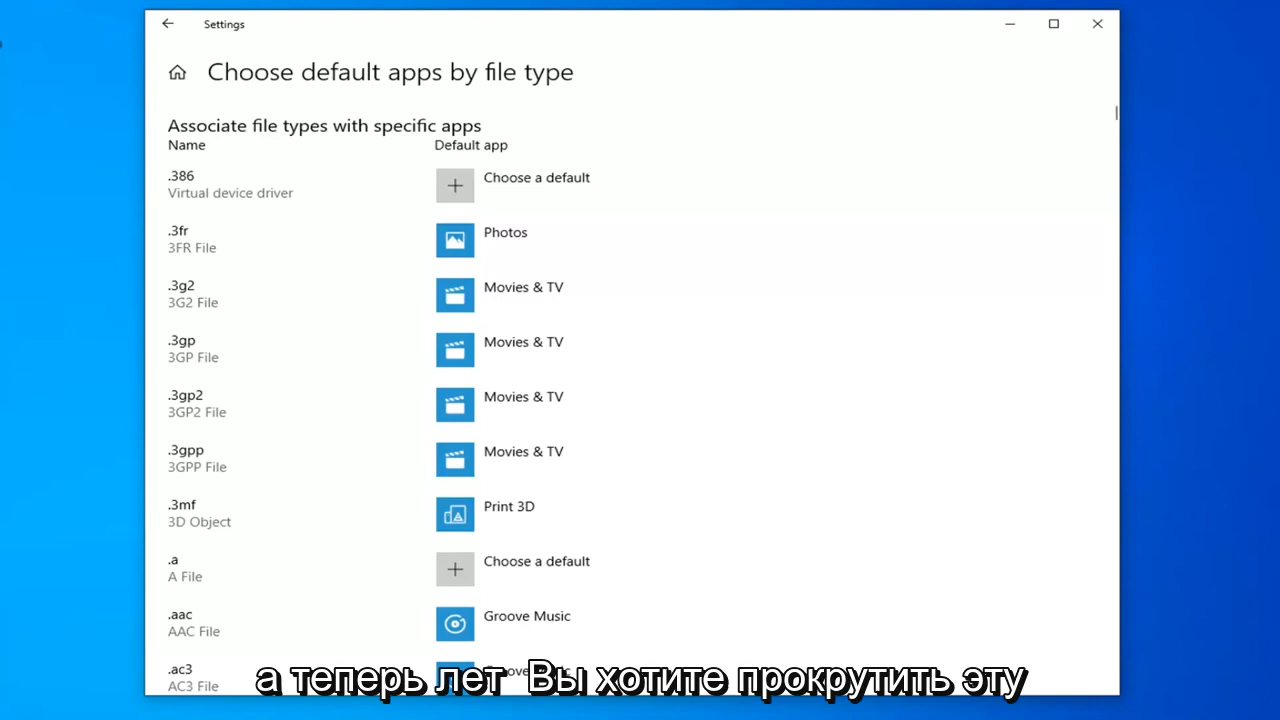 Settings
Choose default apps by file type
Associate file types with specific apps
Name Default app
.386 Choose a default
Virtual device driver
.3fr Photos
3FR File
.3g2 Movies & TV
3G2 File
.3gp Movies & TV
3GP File
.3gp2 Movies & TV
3GP2 File
.3gpp Movies & TV
3GPP File
.3mf Print 3D
3D Object
.a Choose a default
A File
.aac Groove Music
AAC File
.ac3 Groove Music
AC3 File
а теперь лет Вы хотите прокрутить эту